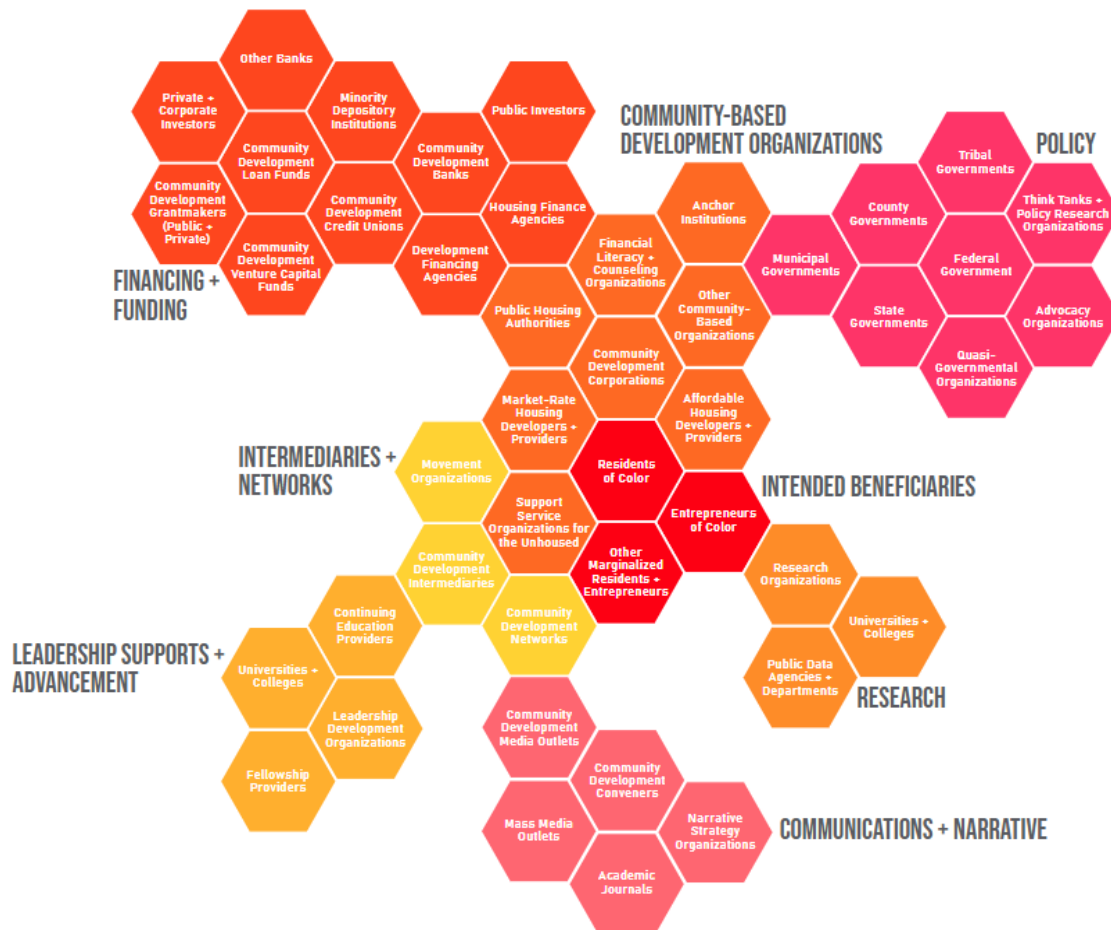 Other Banks
Private +
Corporate
Investors
Minority
Depository
Institutions
Public Investors
Community
Development
Loan Funds
Community
Development
Banks
Community
Development
Grantmakers
(Public +
Private)
Community
Development
Credit Unions
Housing Finance
Agencies
Community
Development
Venture Capital
Funds
Development
Financing
Agencies
FINANCING +
FUNDING
COMMUNITY-BASED
DEVELOPMENT ORGANIZATIONS
Anchor
Institutions
Financial
Literacy +
Counseling
Organizations
Public Housing
Authorities
Other
Community-
Based
Organizations
Community
Development
Corporations
Market-Rate
Housing
Developers +
Providers
Affordable
Housing
Developers +
Providers
Support
Service
Organizations for
the Unhoused
POLICY
Tribal
Governments
County
Governments
Think Tanks +
Policy Research
Organizations
Municipal
Governments
Federal
Government
State
Governments
Advocacy
Organizations
Quasi-
Governmental
Organizations
INTERMEDIARIES +
NETWORKS
Movement
Organizations
Community
Development
Intermediaries
Community
Development
Networks
INTENDED BENEFICIARIES
Residents
of Color
Entrepreneurs
of Color
Other
Marginalized
Residents +
Entrepreneurs
Research
Organizations
Universities +
Colleges
Public Data
Agencies +
Departments
RESEARCH
LEADERSHIP SUPPORTS +
ADVANCEMENT
Continuing
Education
Providers
Universities +
Colleges
Leadership
Development
Organizations
Fellowship
Providers
Community
Development
Media Outlets
Community
Development
Conveners
Mass Media
Outlets
Narrative
Strategy
Organizations
Academic
Journals
COMMUNICATIONS + NARRATIVE